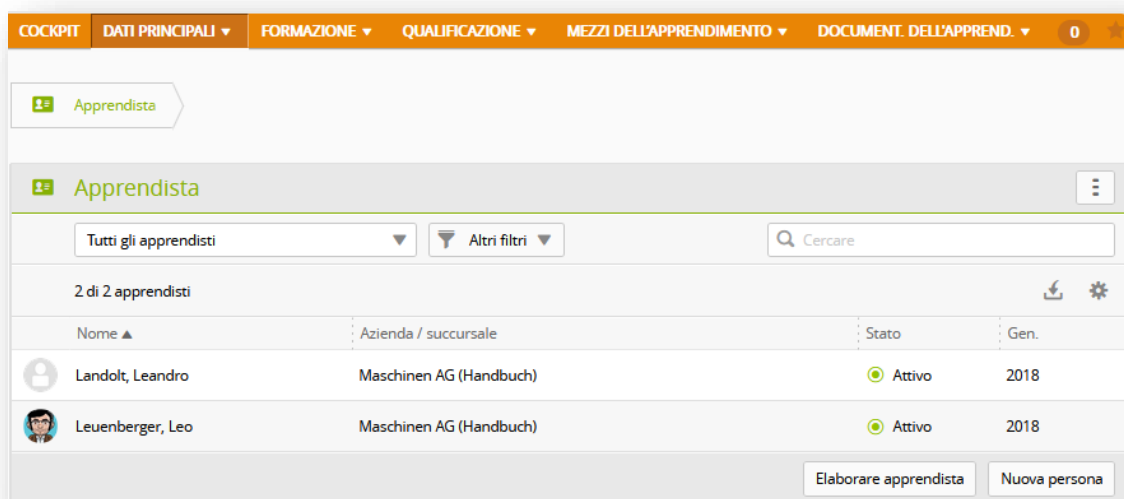 COCKPIT DATI PRINCIPALI ▼ FORMAZIONE ▼ QUALIFICAZIONE ▼ MEZZI DELL'APPRENDIMENTO ▼ DOCUMENT. DELL'APPREND. ▼ 0
Apprendista
Apprendista
Tutti gli apprendisti ▼ Altri filtri ▼ Cercare
2 di 2 apprendisti
Nome ▲ Azienda / succursale Stato Gen.
Landolt, Leandro Maschinen AG (Handbuch) Attivo 2018
Leuenberger, Leo Maschinen AG (Handbuch) Attivo 2018
Elaborare apprendista Nuova persona